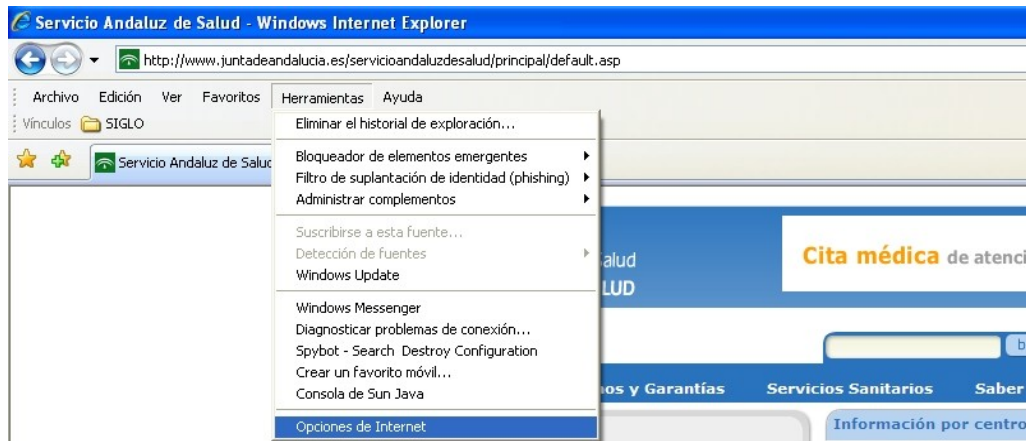 Servicio Andaluz de Salud - Windows Internet Explorer
http://www.juntadeandalucia.es/servicioandaluzdesalud/principal/default.asp
Archivo Edición Ver Favoritos Herramientas Ayuda
Vínculos SIGLO
Servicio Andaluz de Saluc
Eliminar el historial de exploración...
Bloqueador de elementos emergentes
Filtro de suplantación de identidad (phishing)
Administrar complementos
Suscribirse a esta fuente...
Detección de fuentes
Windows Update
Windows Messenger
Diagnosticar problemas de conexión...
Spybot - Search Destroy Configuration
Crear un favorito móvil...
Consola de Sun Java
Opciones de Internet
alud
LUD
Cita médica de atenci
b
os y Garantías Servicios Sanitarios Saber
Información por centro